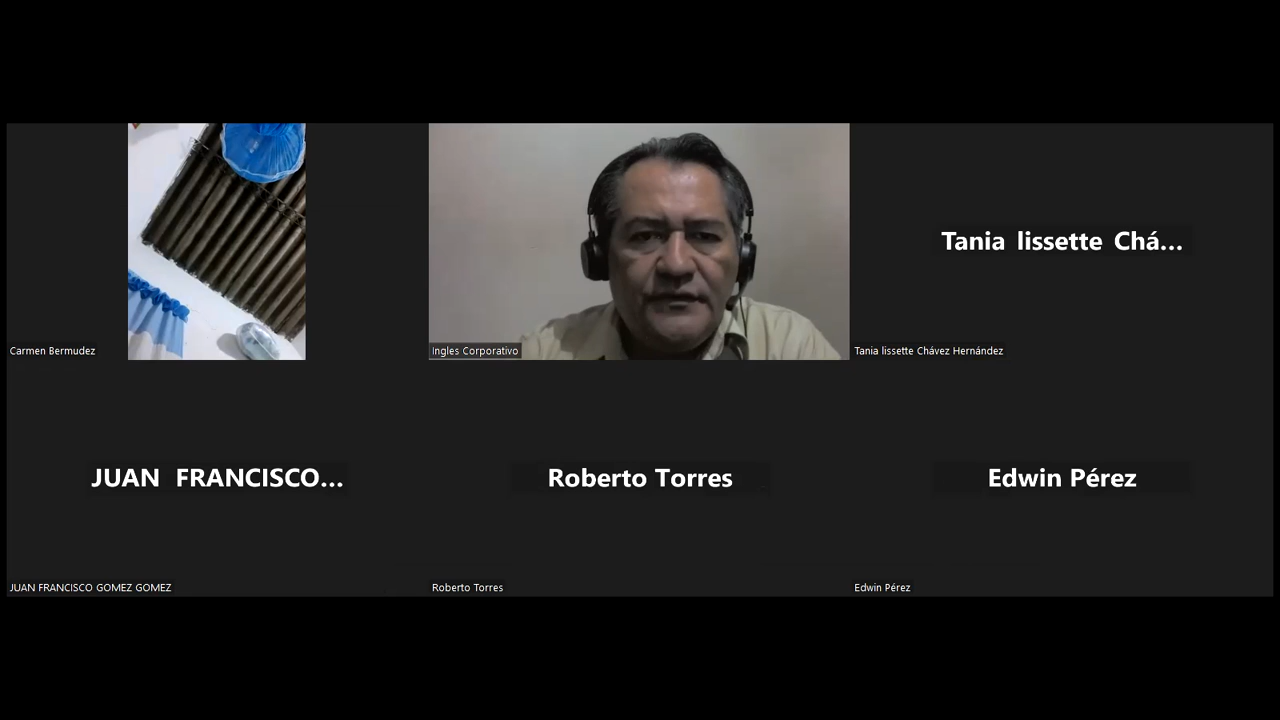 Carmen Bermudez
Ingles Corporativo
Tania lissette Chá...
Tania lissette Chávez Hernández
JUAN FRANCISCO...
Roberto Torres
Edwin Pérez
JUAN FRANCISCO GOMEZ GOMEZ
Roberto Torres
Edwin Pérez